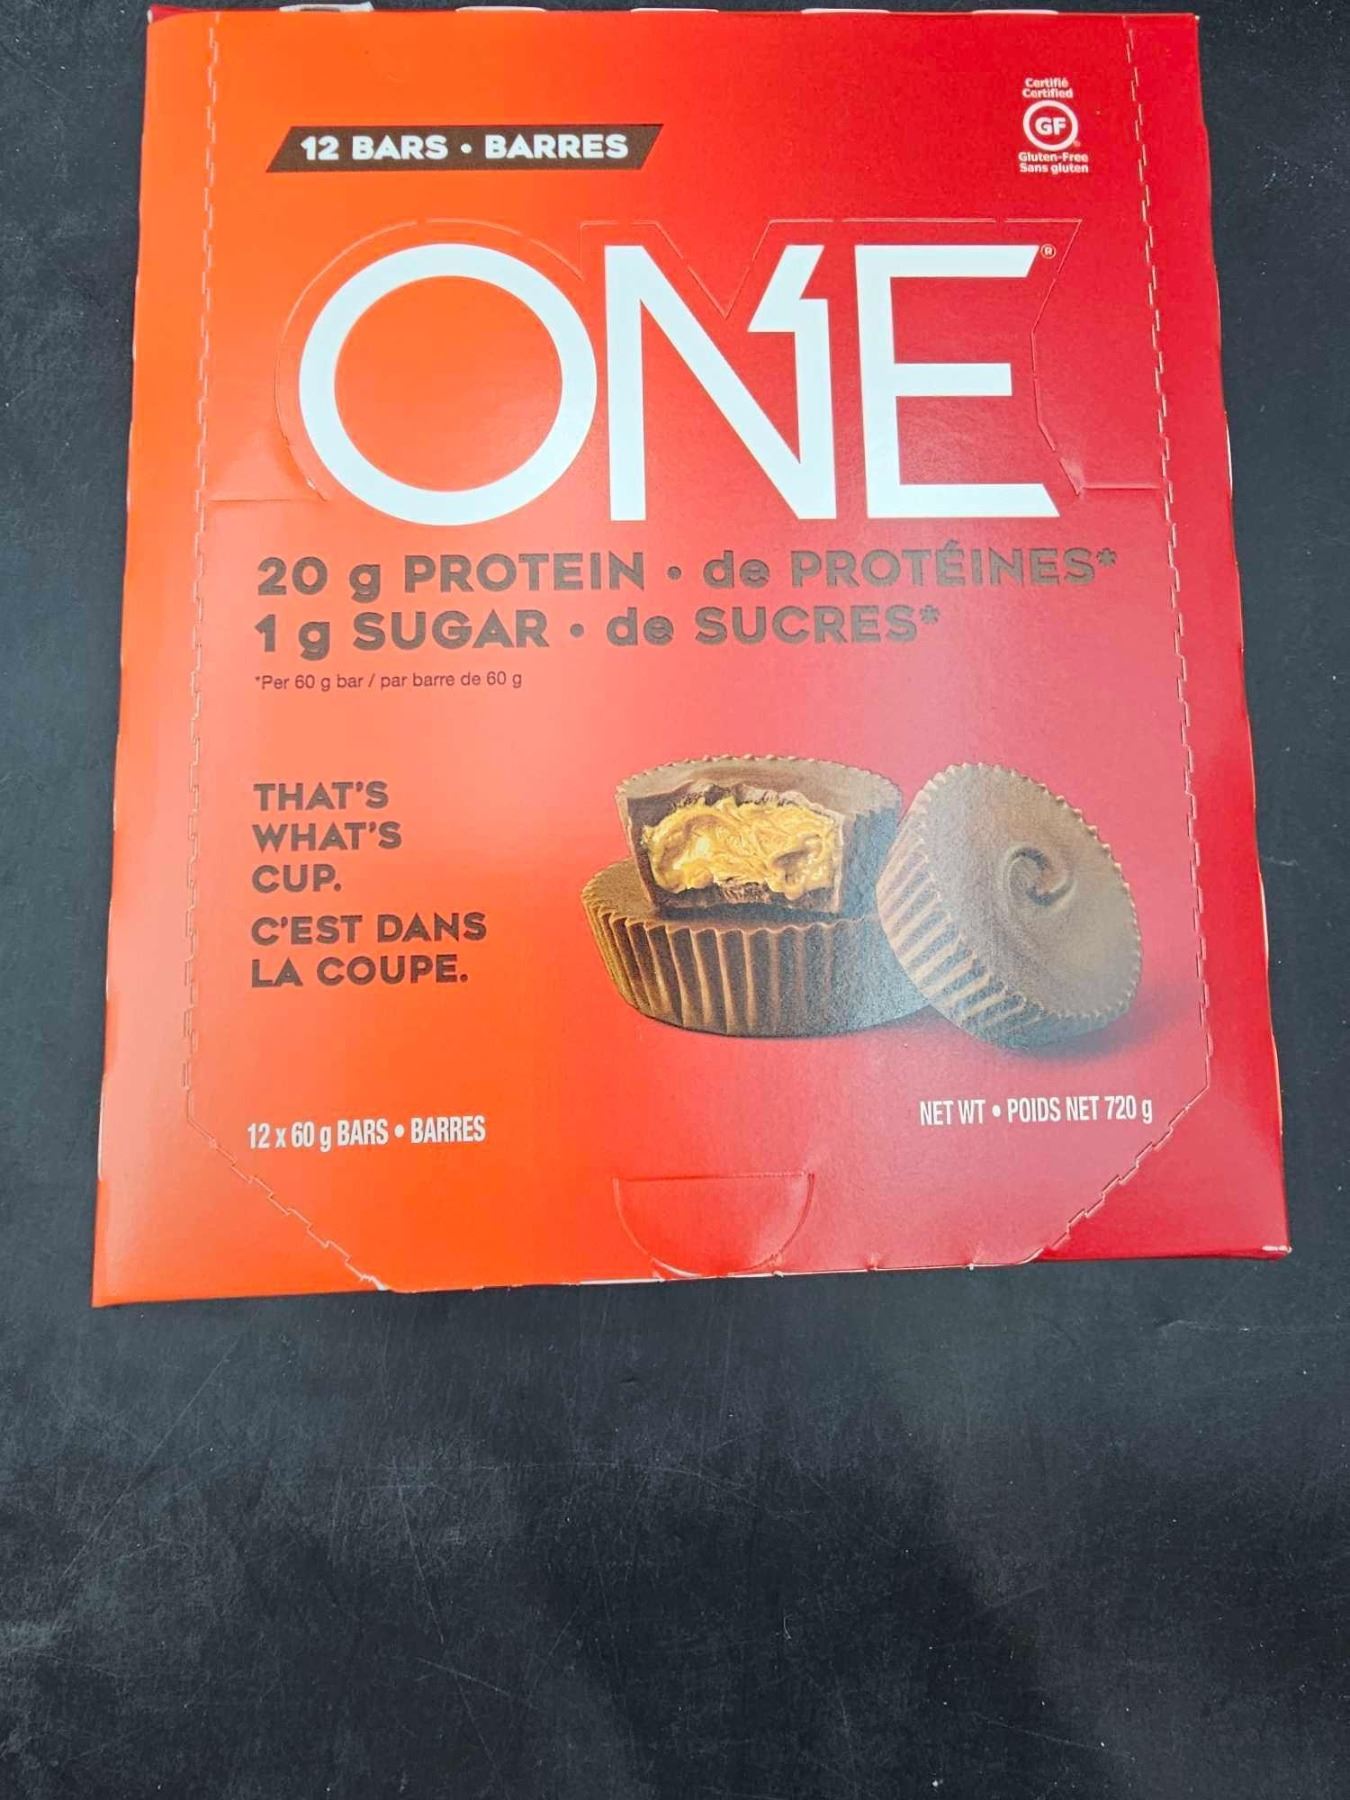 Certifié
Certified
GF
Gluten-Free
Sans gluten
12 BARS • BARRES
ONE®
20 g PROTEIN • de PROTÉINES*
1 g SUGAR • de SUCRES*
*Per 60 g bar / par barre de 60 g
THAT'S
WHAT'S
CUP.
C'EST DANS
LA COUPE.
12 x 60 g BARS • BARRES
NET WT • POIDS NET 720 g